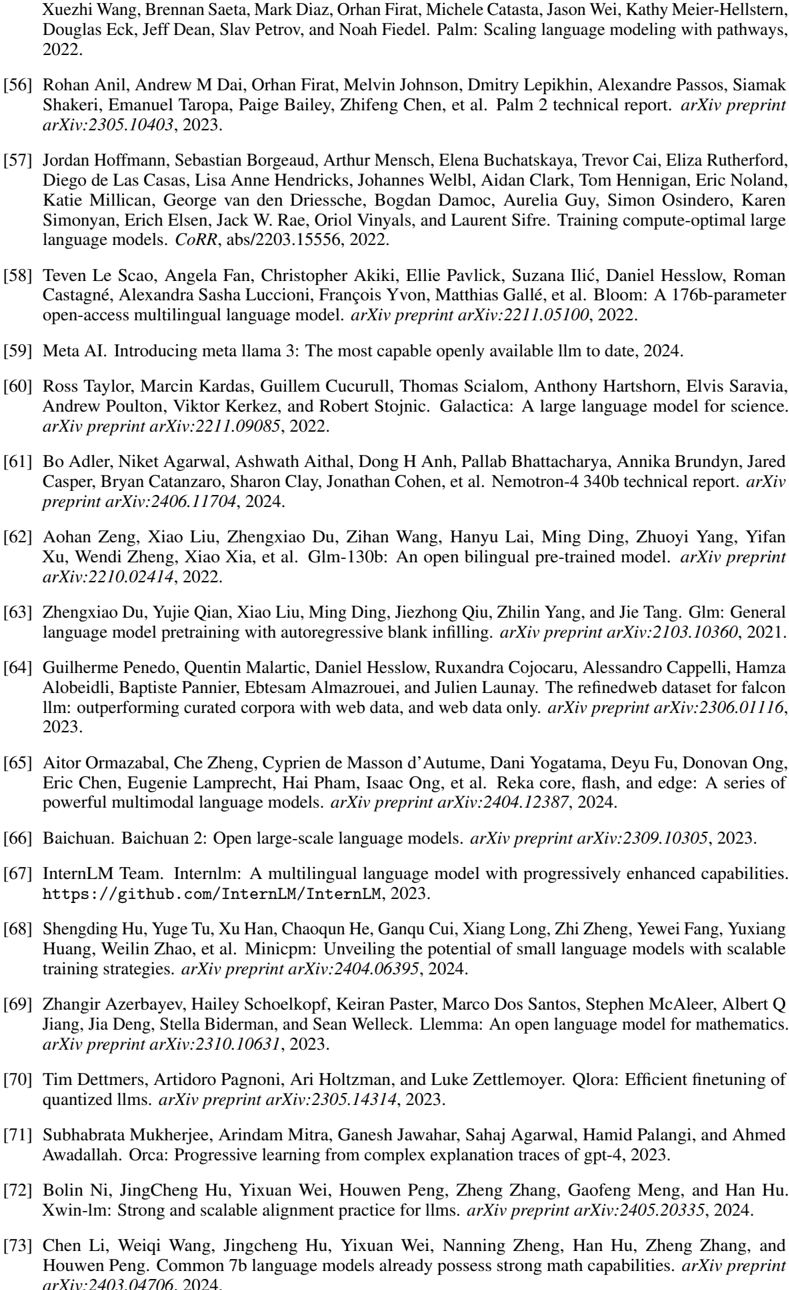 Xuezhi Wang, Brennan Saeta, Mark Diaz, Orhan Firat, Michele Catasta, Jason Wei, Kathy Meier-Hellstern,
Douglas Eck, Jeff Dean, Slav Petrov, and Noah Fiedel. Palm: Scaling language modeling with pathways,
2022.
[56] Rohan Anil, Andrew M Dai, Orhan Firat, Melvin Johnson, Dmitry Lepikhin, Alexandre Passos, Siamak
Shakeri, Emanuel Taropa, Paige Bailey, Zhifeng Chen, et al. Palm 2 technical report. arXiv preprint
arXiv:2305.10403, 2023.
[57] Jordan Hoffmann, Sebastian Borgeaud, Arthur Mensch, Elena Buchatskaya, Trevor Cai, Eliza Rutherford,
Diego de Las Casas, Lisa Anne Hendricks, Johannes Welbl, Aidan Clark, Tom Hennigan, Eric Noland,
Katie Millican, George van den Driessche, Bogdan Damoc, Aurelia Guy, Simon Osindero, Karen
Simonyan, Erich Elsen, Jack W. Rae, Oriol Vinyals, and Laurent Sifre. Training compute-optimal large
language models. CoRR, abs/2203.15556, 2022.
[58] Teven Le Scao, Angela Fan, Christopher Akiki, Ellie Pavlick, Suzana Ilić, Daniel Hesslow, Roman
Castagné, Alexandra Sasha Luccioni, François Yvon, Matthias Gallé, et al. Bloom: A 176b-parameter
open-access multilingual language model. arXiv preprint arXiv:2211.05100, 2022.
[59] Meta AI. Introducing meta llama 3: The most capable openly available llm to date, 2024.
[60] Ross Taylor, Marcin Kardas, Guillem Cucurull, Thomas Scialom, Anthony Hartshorn, Elvis Saravia,
Andrew Poulton, Viktor Kerkez, and Robert Stojnic. Galactica: A large language model for science.
arXiv preprint arXiv:2211.09085, 2022.
[61] Bo Adler, Niket Agarwal, Ashwath Aithal, Dong H Anh, Pallab Bhattacharya, Annika Brundyn, Jared
Casper, Bryan Catanzaro, Sharon Clay, Jonathan Cohen, et al. Nemotron-4 340b technical report. arXiv
preprint arXiv:2406.11704, 2024.
[62] Aohan Zeng, Xiao Liu, Zhengxiao Du, Zihan Wang, Hanyu Lai, Ming Ding, Zhuoyi Yang, Yifan
Xu, Wendi Zheng, Xiao Xia, et al. Glm-130b: An open bilingual pre-trained model. arXiv preprint
arXiv:2210.02414, 2022.
[63] Zhengxiao Du, Yujie Qian, Xiao Liu, Ming Ding, Jiezhong Qiu, Zhilin Yang, and Jie Tang. Glm: General
language model pretraining with autoregressive blank infilling. arXiv preprint arXiv:2103.10360, 2021.
[64] Guilherme Penedo, Quentin Malartic, Daniel Hesslow, Ruxandra Cojocaru, Alessandro Cappelli, Hamza
Alobeidli, Baptiste Pannier, Ebtesam Almazrouei, and Julien Launay. The refinedweb dataset for falcon
llm: outperforming curated corpora with web data, and web data only. arXiv preprint arXiv:2306.01116,
2023.
[65] Aitor Ormazabal, Che Zheng, Cyprien de Masson d'Autume, Dani Yogatama, Deyu Fu, Donovan Ong,
Eric Chen, Eugenie Lamprecht, Hai Pham, Isaac Ong, et al. Reka core, flash, and edge: A series of
powerful multimodal language models. arXiv preprint arXiv:2404.12387, 2024.
[66] Baichuan. Baichuan 2: Open large-scale language models. arXiv preprint arXiv:2309.10305, 2023.
[67] InternLM Team. Internlm: A multilingual language model with progressively enhanced capabilities.
https://github.com/InternLM/InternLM, 2023.
[68] Shengding Hu, Yuge Tu, Xu Han, Chaoqun He, Ganqu Cui, Xiang Long, Zhi Zheng, Yewei Fang, Yuxiang
Huang, Weilin Zhao, et al. Minicpm: Unveiling the potential of small language models with scalable
training strategies. arXiv preprint arXiv:2404.06395, 2024.
[69] Zhangir Azerbayev, Hailey Schoelkopf, Keiran Paster, Marco Dos Santos, Stephen McAleer, Albert Q
Jiang, Jia Deng, Stella Biderman, and Sean Welleck. Llemma: An open language model for mathematics.
arXiv preprint arXiv:2310.10631, 2023.
[70] Tim Dettmers, Artidoro Pagnoni, Ari Holtzman, and Luke Zettlemoyer. Qlora: Efficient finetuning of
quantized llms. arXiv preprint arXiv:2305.14314, 2023.
[71] Subhabrata Mukherjee, Arindam Mitra, Ganesh Jawahar, Sahaj Agarwal, Hamid Palangi, and Ahmed
Awadallah. Orca: Progressive learning from complex explanation traces of gpt-4, 2023.
[72] Bolin Ni, JingCheng Hu, Yixuan Wei, Houwen Peng, Zheng Zhang, Gaofeng Meng, and Han Hu.
Xwin-lm: Strong and scalable alignment practice for llms. arXiv preprint arXiv:2405.20335, 2024.
[73] Chen Li, Weiqi Wang, Jingcheng Hu, Yixuan Wei, Nanning Zheng, Han Hu, Zheng Zhang, and
Houwen Peng. Common 7b language models already possess strong math capabilities. arXiv preprint
arXiv:2403.04706, 2024.